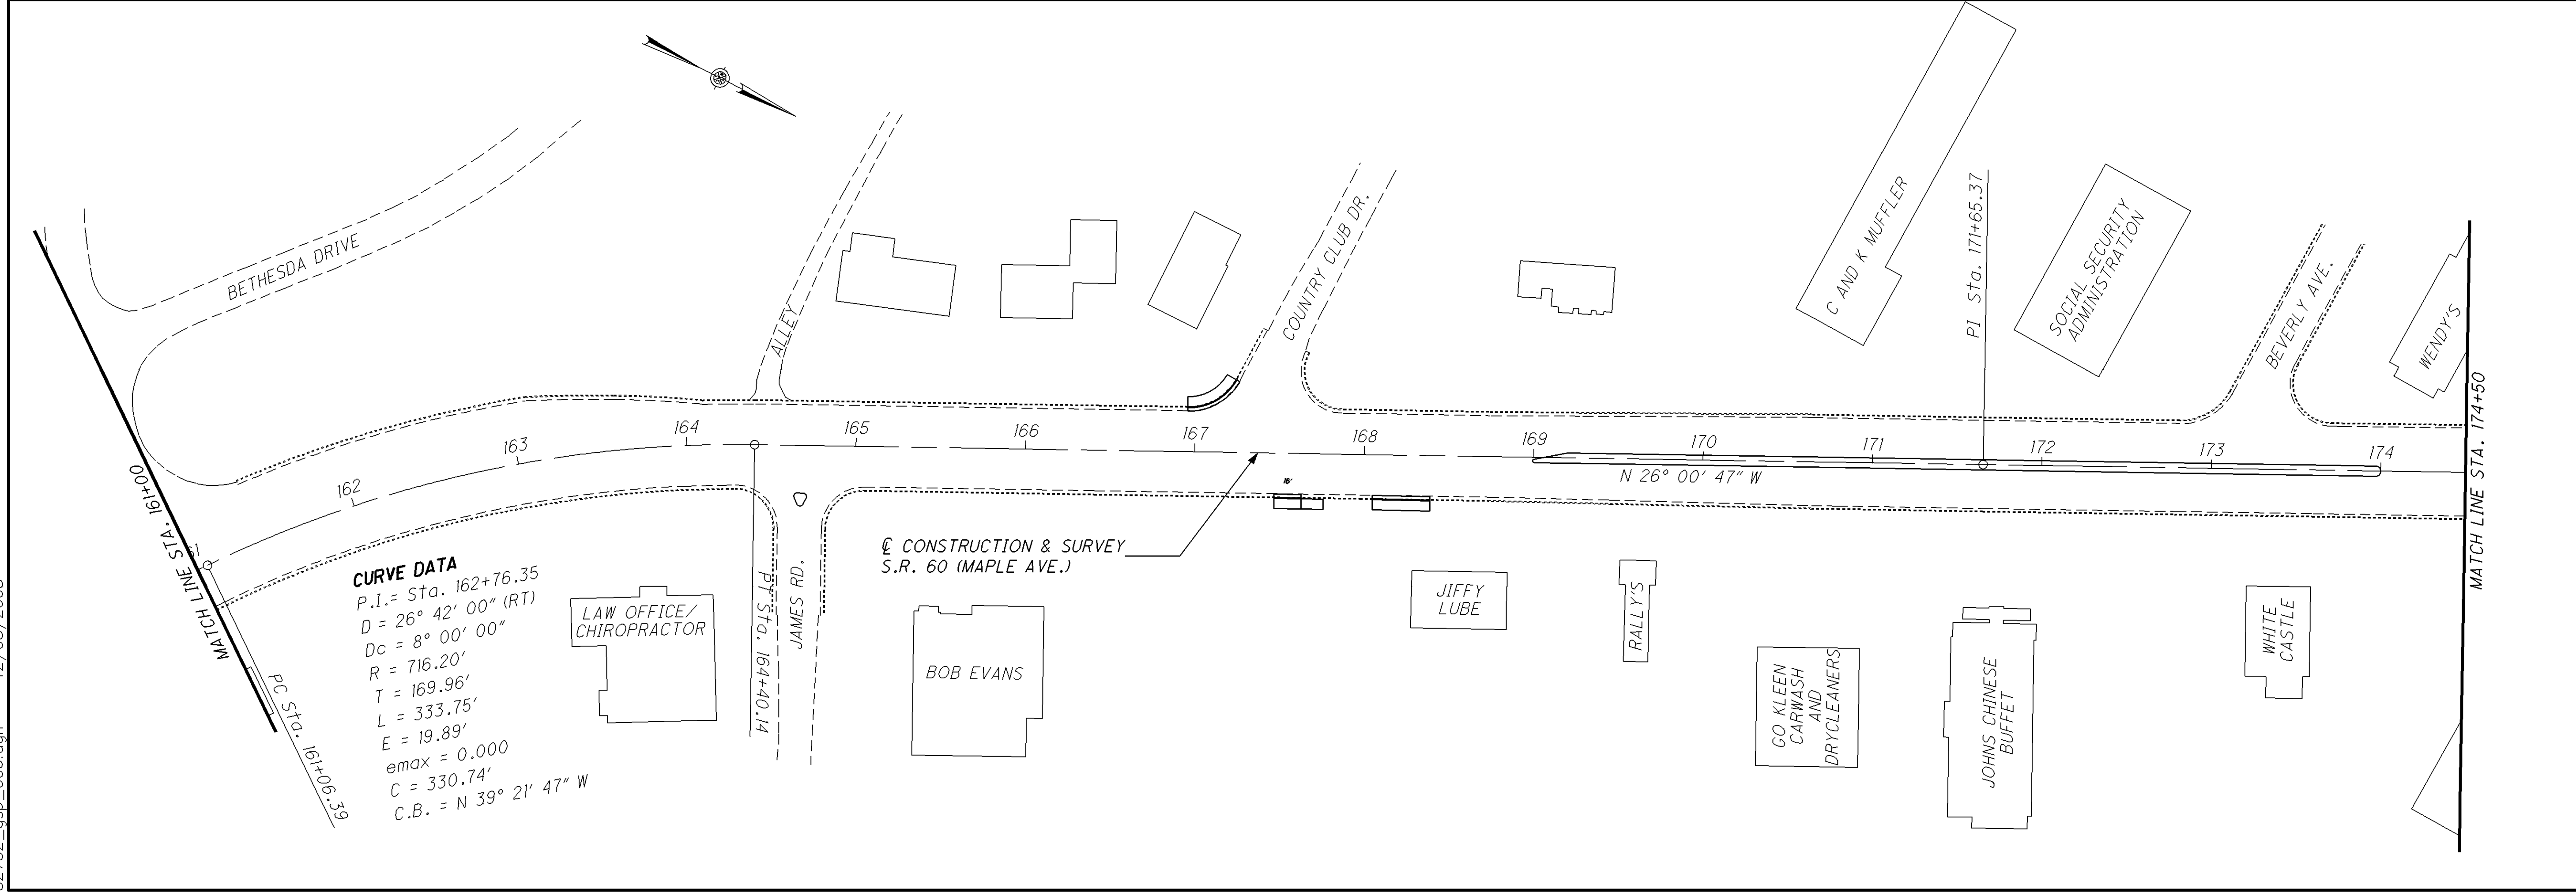 BETHESDA DRIVE
ALLEY
COUNTRY CLUB DR.
C AND K MUFFLER
PI Sta. 171+65.37
SOCIAL SECURITY
ADMINISTRATION
BEVERLY AVE.
WENDY'S
MATCH LINE STA. 174+50
MATCH LINE STA. 161+00
61
162
163
164
165
166
167
168
169
170
171
172
173
174
N 26° 00' 47" W
16'
℄ CONSTRUCTION & SURVEY
S.R. 60 (MAPLE AVE.)
PC Sta. 161+06.39
CURVE DATA
P.I.= Sta. 162+76.35
D = 26° 42' 00" (RT)
Dc = 8° 00' 00"
R = 716.20'
T = 169.96'
L = 333.75'
E = 19.89'
emax = 0.000
C = 330.74'
C.B. = N 39° 21' 47" W
LAW OFFICE/
CHIROPRACTOR
PT Sta. 164+40.14
JAMES RD.
BOB EVANS
JIFFY
LUBE
RALLY'S
GO KLEEN
CARWASH
AND
DRYCLEANERS
JOHNS CHINESE
BUFFET
WHITE
CASTLE